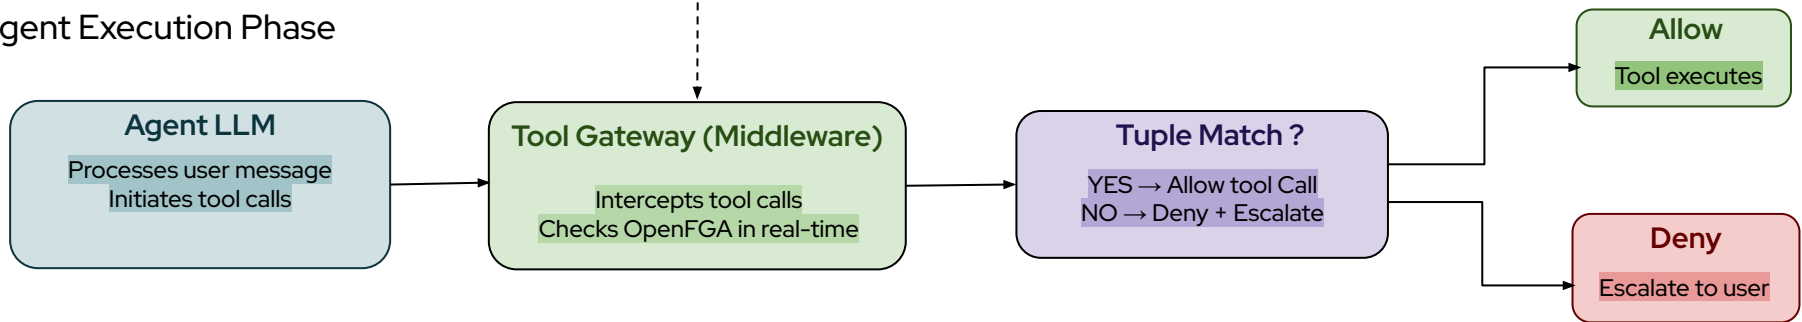 gent Execution Phase
Agent LLM
Processes user message
Initiates tool calls
Tool Gateway (Middleware)
Intercepts tool calls
Checks OpenFGA in real-time
Tuple Match ?
YES → Allow tool Call
NO → Deny + Escalate
Allow
Tool executes
Deny
Escalate to user